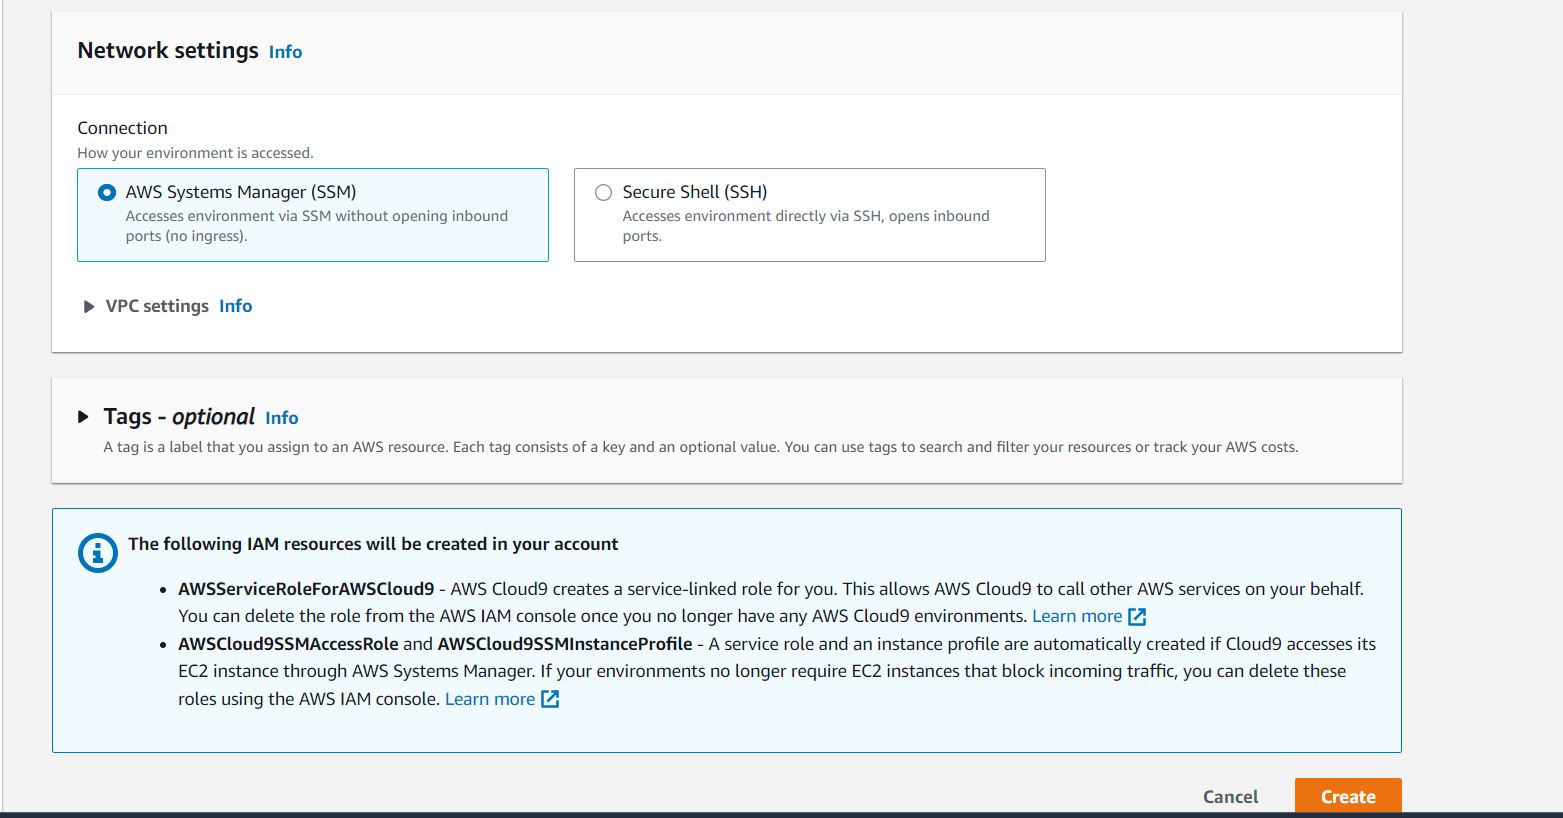 Network settings Info
Connection
How your environment is accessed.
AWS Systems Manager (SSM)
Accesses environment via SSM without opening inbound
ports (no ingress).
Secure Shell (SSH)
Accesses environment directly via SSH, opens inbound
ports.
VPC settings Info
Tags - optional Info
A tag is a label that you assign to an AWS resource. Each tag consists of a key and an optional value. You can use tags to search and filter your resources or track your AWS costs.
The following IAM resources will be created in your account
• AWSServiceRoleForAWSCloud9 - AWS Cloud9 creates a service-linked role for you. This allows AWS Cloud9 to call other AWS services on your behalf.
You can delete the role from the AWS IAM console once you no longer have any AWS Cloud9 environments. Learn more
• AWSCloud9SSMAccessRole and AWSCloud9SSMInstanceProfile - A service role and an instance profile are automatically created if Cloud9 accesses its
EC2 instance through AWS Systems Manager. If your environments no longer require EC2 instances that block incoming traffic, you can delete these
roles using the AWS IAM console. Learn more
Cancel Create